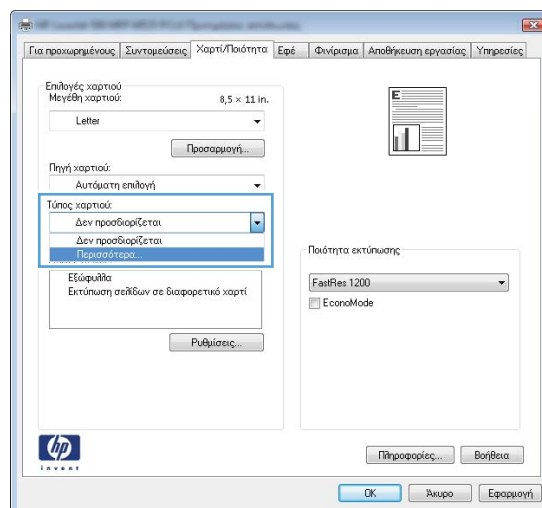 Για προχωρημένους Συντομεύσεις Χαρτί/Ποιότητα Εφέ Φινίρισμα Αποθήκευση εργασίας Υπηρεσίες
Επιλογές χαρτιού
Μεγέθη χαρτιού:
8,5 × 11 in.
Letter
Προσαρμογή...
Πηγή χαρτιού:
Αυτόματη επιλογή
Τύπος χαρτιού:
Δεν προσδιορίζεται
Δεν προσδιορίζεται
Περισσότερα...
Εξώφυλλα
Εκτύπωση σελίδων σε διαφορετικό χαρτί
Ρυθμίσεις...
E
Ποιότητα εκτύπωσης
FastRes 1200
EconoMode
hp
invent
Πληροφορίες... Βοήθεια
OK Άκυρο Εφαρμογή